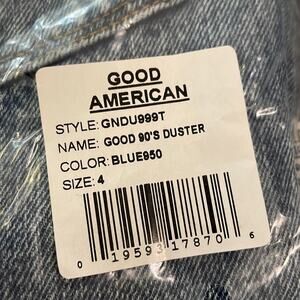 GOOD
AMERICAN
STYLE: GNDU999T
NAME: GOOD 90'S DUSTER
COLOR: BLUE950
SIZE: 4
0 19593 17870 6